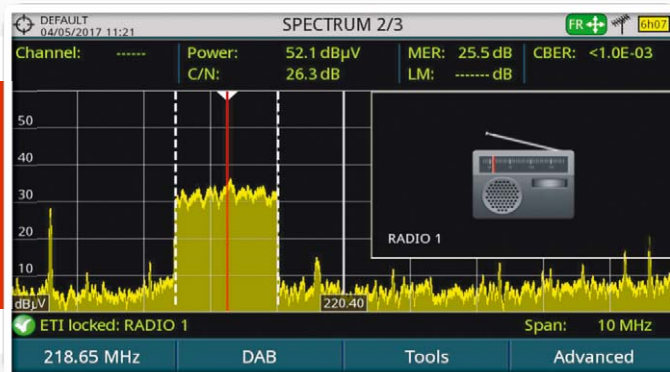 DEFAULT
04/05/2017 11:21
SPECTRUM 2/3
FR
6h07
Channel: ------
Power: 52.1 dBµV
MER: 25.5 dB
CBER: <1.0E-03
C/N: 26.3 dB
LM: ------- dB
50
40
30
20
10
dBµV
220.40
RADIO 1
ETI locked: RADIO 1
Span: 10 MHz
218.65 MHz
DAB
Tools
Advanced